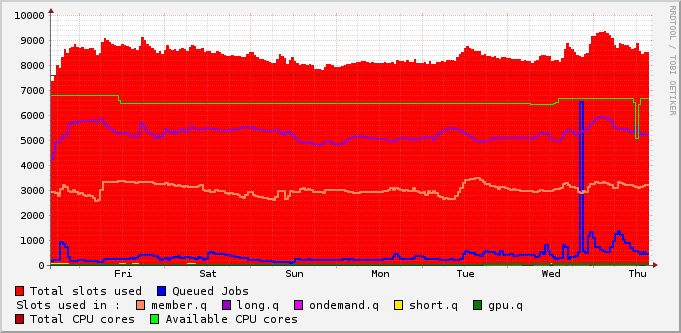 10000
9000
8000
7000
6000
5000
4000
3000
2000
1000
0
Fri Sat Sun Mon Tue Wed Thu
RRDTOOL / TOBI OETIKER
Total slots used Queued Jobs
Slots used in : member.q long.q ondemand.q short.q gpu.q
Total CPU cores Available CPU cores